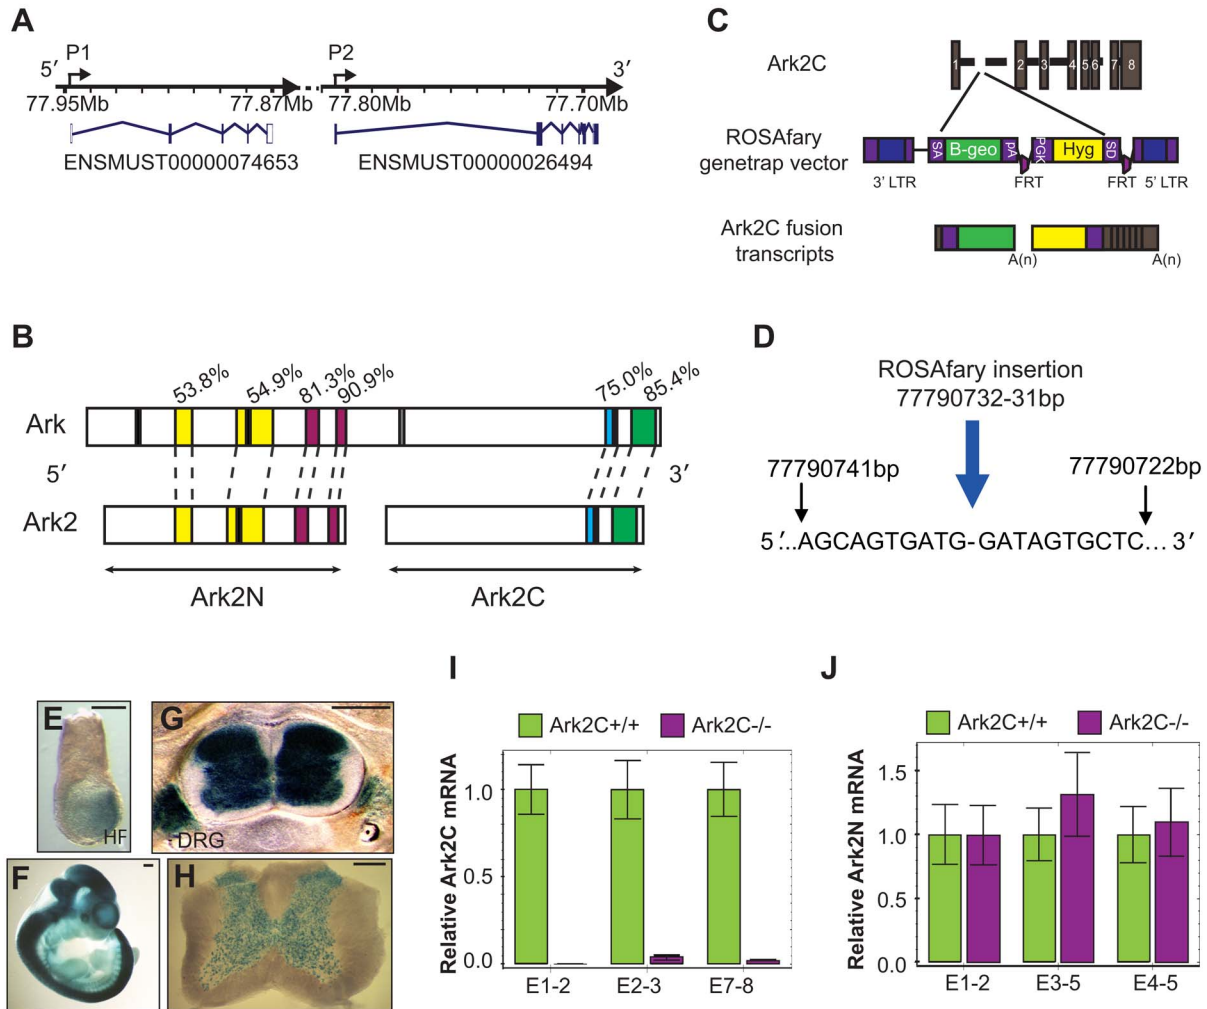 A
P1
P2
5′
3′
77.95Mb
77.87Mb
77.80Mb
77.70Mb
ENSMUST00000074653
ENSMUST00000026494
B
53.8%
54.9%
81.3%
90.9%
75.0%
85.4%
Ark
5′
3′
Ark2
Ark2N
Ark2C
C
Ark2C
1
2
3
4
5
6
7
8
ROSAfary
genetrap vector
SA
B-geo
pA
PGK
Hyg
SD
3′ LTR
FRT
FRT
5′ LTR
Ark2C fusion
transcripts
A(n)
A(n)
D
ROSAfary insertion
77790732-31bp
77790741bp
77790722bp
5′...AGCAGTGATG-GATAGTGCTC... 3′
E
HF
F
G
DRG
H
I
Ark2C+/+
Ark2C-/-
Relative Ark2C mRNA
1.0
0.5
0.0
E1-2
E2-3
E7-8
J
Ark2C+/+
Ark2C-/-
Relative Ark2N mRNA
1.5
1.0
0.5
0.0
E1-2
E3-5
E4-5